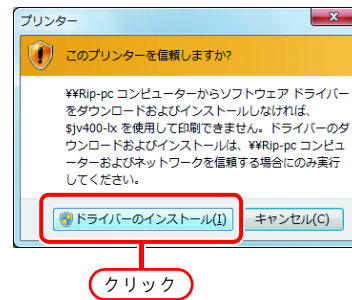 プリンター
このプリンターを信頼しますか?
¥¥Rip-pc コンピューターからソフトウェア ドライバー
をダウンロードおよびインストールしなければ、
$jv400-lx を使用して印刷できません。ドライバーのダ
ウンロードおよびインストールは、¥¥Rip-pc コンピュ
ーターおよびネットワークを信頼する場合にのみ実行
してください。
ドライバーのインストール(I) キャンセル(C)
クリック